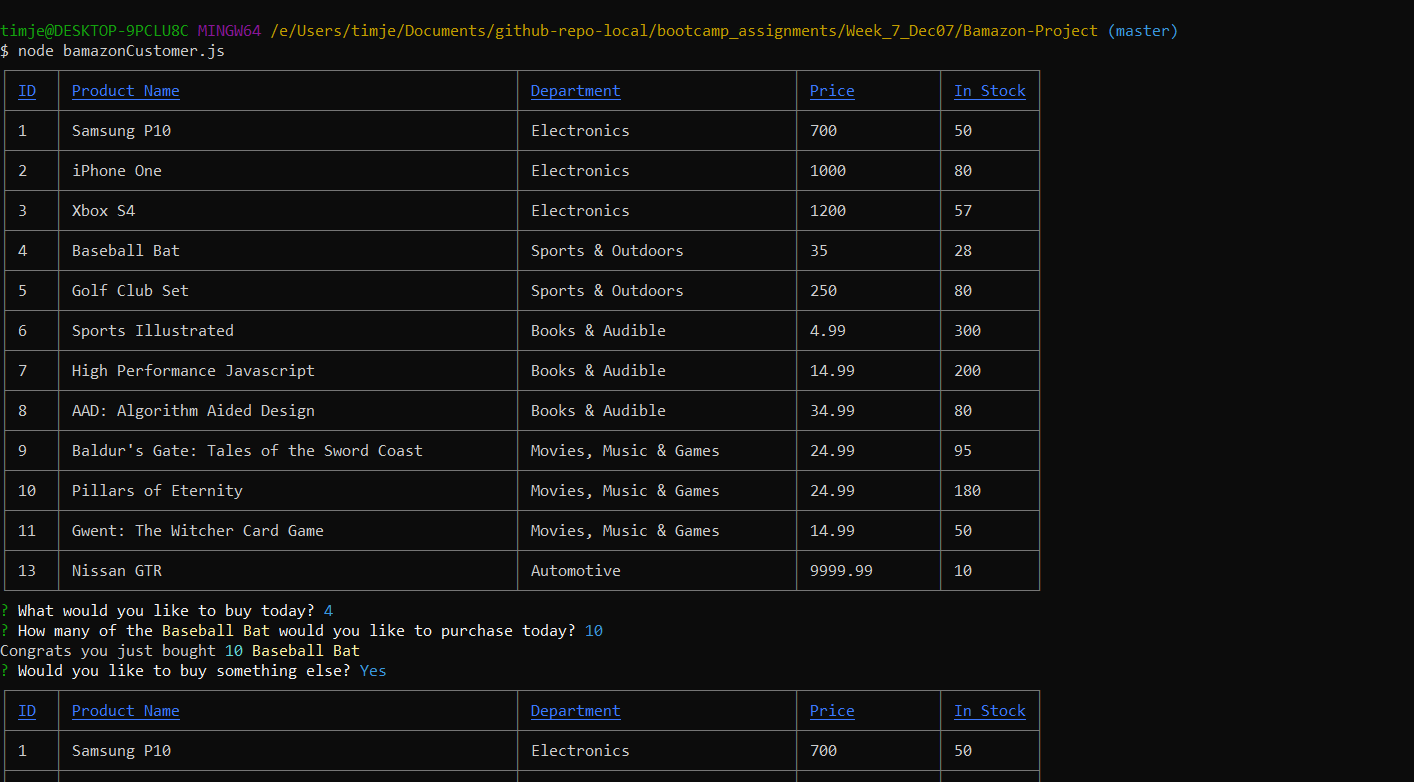 timje@DESKTOP-9PCLU8C MINGW64 /e/Users/timje/Documents/github-repo-local/bootcamp_assignments/Week_7_Dec07/Bamazon-Project (master)
$ node bamazonCustomer.js
ID Product Name Department Price In Stock
1 Samsung P10 Electronics 700 50
2 iPhone One Electronics 1000 80
3 Xbox S4 Electronics 1200 57
4 Baseball Bat Sports & Outdoors 35 28
5 Golf Club Set Sports & Outdoors 250 80
6 Sports Illustrated Books & Audible 4.99 300
7 High Performance Javascript Books & Audible 14.99 200
8 AAD: Algorithm Aided Design Books & Audible 34.99 80
9 Baldur's Gate: Tales of the Sword Coast Movies, Music & Games 24.99 95
10 Pillars of Eternity Movies, Music & Games 24.99 180
11 Gwent: The Witcher Card Game Movies, Music & Games 14.99 50
13 Nissan GTR Automotive 9999.99 10
? What would you like to buy today? 4
? How many of the Baseball Bat would you like to purchase today? 10
Congrats you just bought 10 Baseball Bat
? Would you like to buy something else? Yes
ID Product Name Department Price In Stock
1 Samsung P10 Electronics 700 50